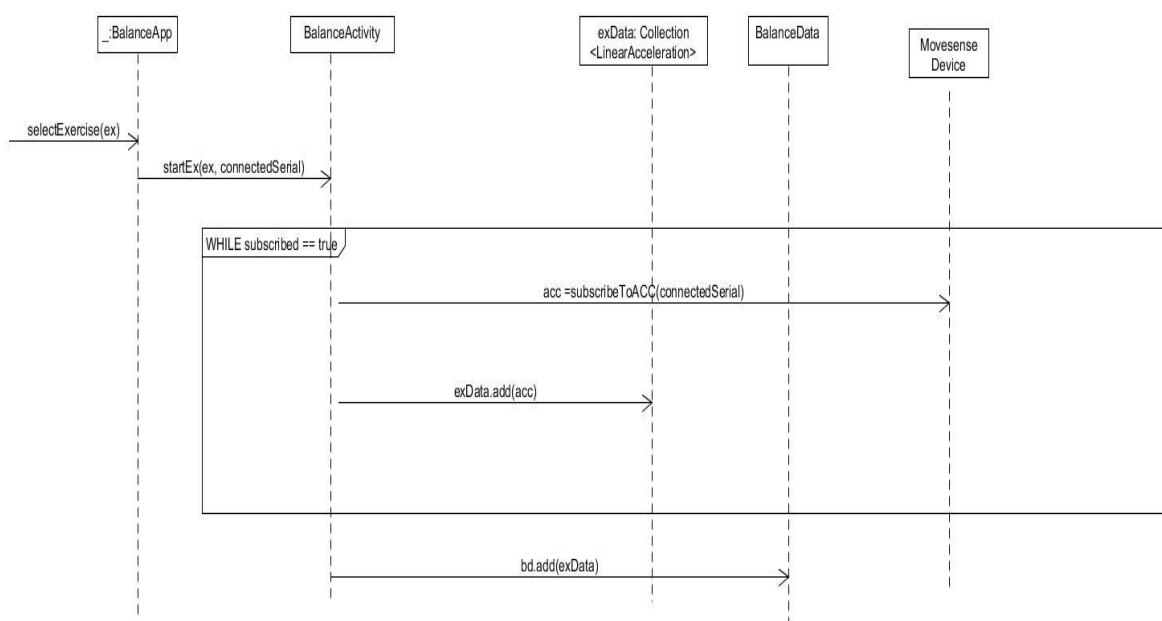 _:BalanceApp
BalanceActivity
exData: Collection
<LinearAcceleration>
BalanceData
Movesense
Device
selectExercise(ex)
startEx(ex, connectedSerial)
WHILE subscribed == true
acc =subscribeToACC(connectedSerial)
exData.add(acc)
bd.add(exData)